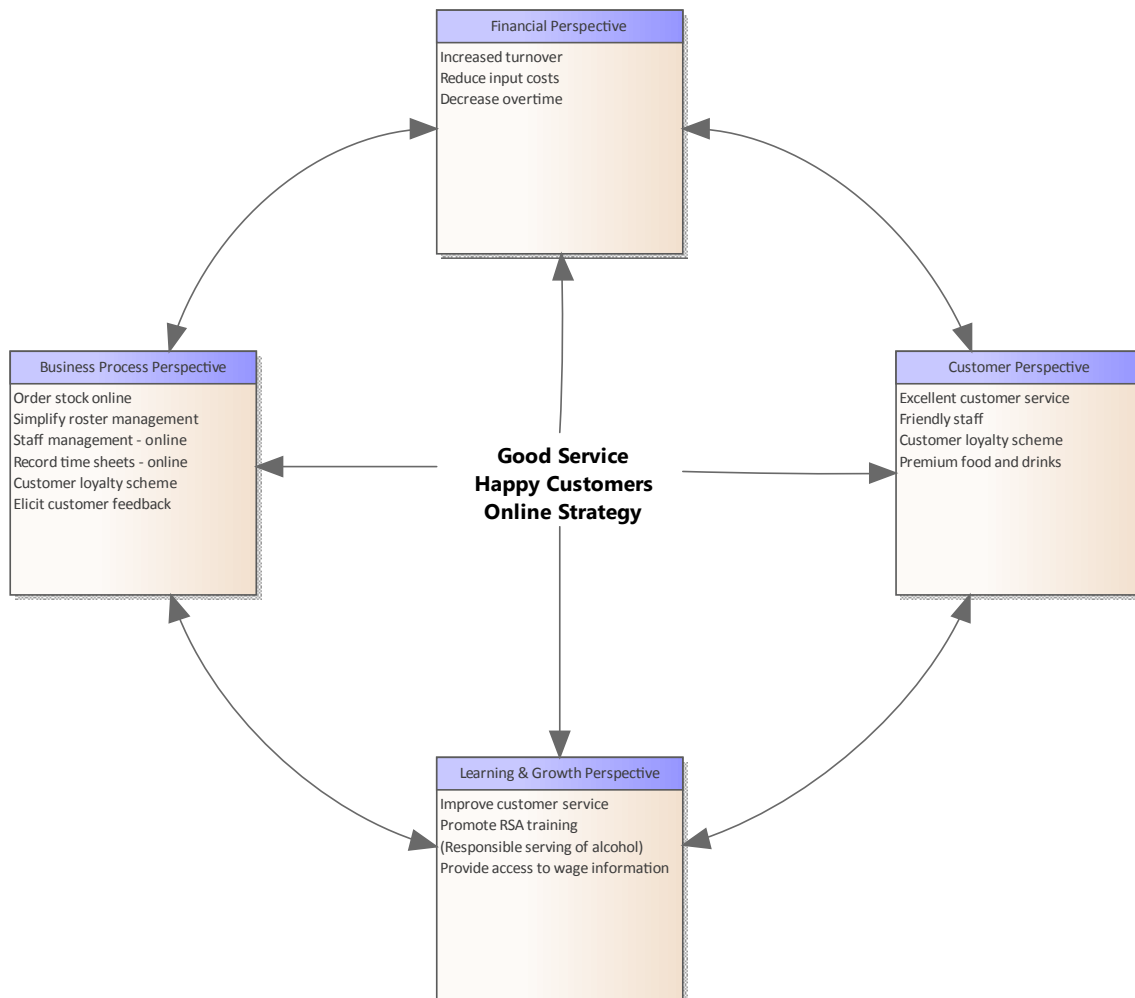 Financial Perspective
Increased turnover
Reduce input costs
Decrease overtime
Business Process Perspective
Order stock online
Simplify roster management
Staff management - online
Record time sheets - online
Customer loyalty scheme
Elicit customer feedback
Good Service
Happy Customers
Online Strategy
Customer Perspective
Excellent customer service
Friendly staff
Customer loyalty scheme
Premium food and drinks
Learning & Growth Perspective
Improve customer service
Promote RSA training
(Responsible serving of alcohol)
Provide access to wage information